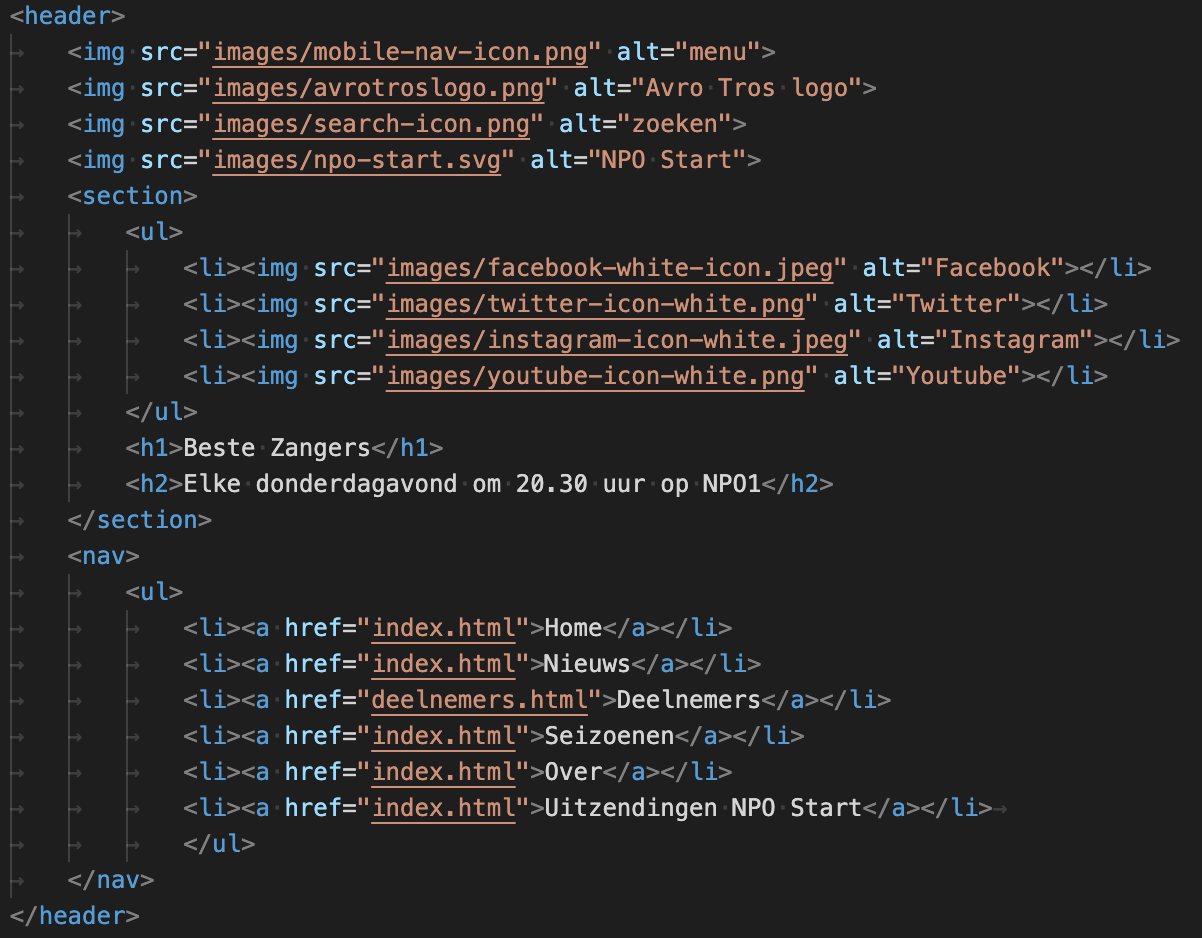 <header>
    <img src="images/mobile-nav-icon.png" alt="menu">
    <img src="images/avrotroslogo.png" alt="Avro Tros logo">
    <img src="images/search-icon.png" alt="zoeken">
    <img src="images/npo-start.svg" alt="NPO Start">
    <section>
        <ul>
            <li><img src="images/facebook-white-icon.jpeg" alt="Facebook"></li>
            <li><img src="images/twitter-icon-white.png" alt="Twitter"></li>
            <li><img src="images/instagram-icon-white.jpeg" alt="Instagram"></li>
            <li><img src="images/youtube-icon-white.png" alt="Youtube"></li>
        </ul>
        <h1>Beste Zangers</h1>
        <h2>Elke donderdagavond om 20.30 uur op NPO1</h2>
    </section>
    <nav>
        <ul>
            <li><a href="index.html">Home</a></li>
            <li><a href="index.html">Nieuws</a></li>
            <li><a href="deelnemers.html">Deelnemers</a></li>
            <li><a href="index.html">Seizoenen</a></li>
            <li><a href="index.html">Over</a></li>
            <li><a href="index.html">Uitzendingen NPO Start</a></li>
            </ul>
    </nav>
</header>